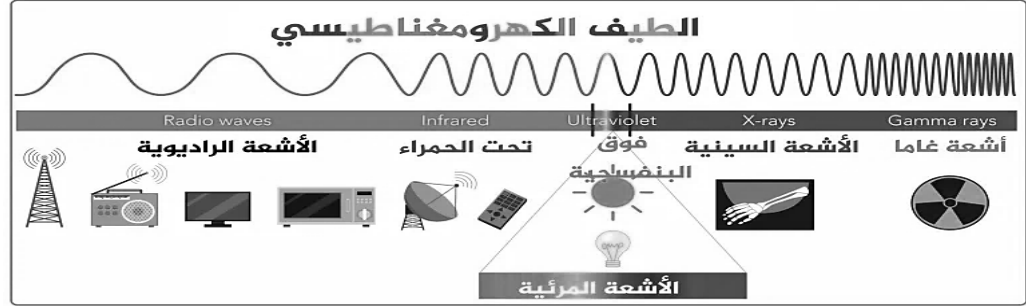 الطيف الكهرومغناطيسي
Radio waves Infrared Ultraviolet X-rays Gamma rays
الأشعة الراديوية
تحت الحمراء
فوق
البنفساجية
الأشعة السينية
أشعة غاما
الأشعة المرئية